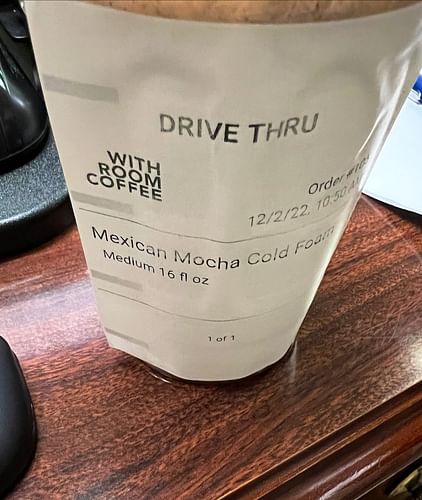 DRIVE THRU
WITH
ROOM
COFFEE
Order
12/2/22, 10:50
Mexican Mocha Cold Foam
Medium 16 fl oz
1 of 1